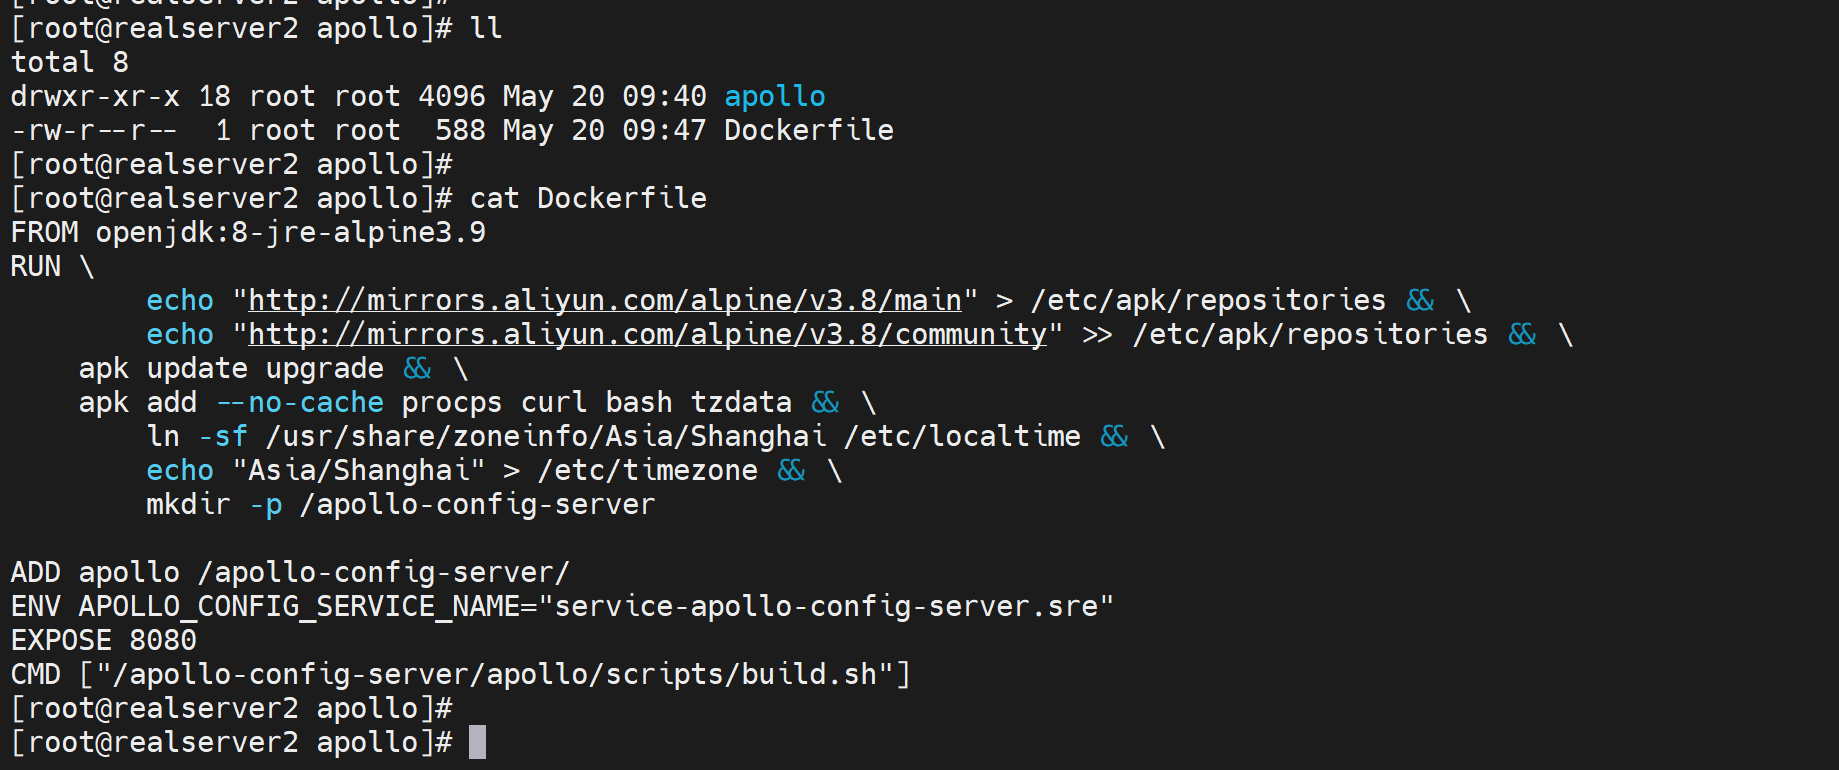 [root@realserver2 apollo]#
[root@realserver2 apollo]# ll
total 8
drwxr-xr-x 18 root root 4096 May 20 09:40 apollo
-rw-r--r--  1 root root  588 May 20 09:47 Dockerfile
[root@realserver2 apollo]#
[root@realserver2 apollo]# cat Dockerfile
FROM openjdk:8-jre-alpine3.9
RUN \
        echo "http://mirrors.aliyun.com/alpine/v3.8/main" > /etc/apk/repositories && \
        echo "http://mirrors.aliyun.com/alpine/v3.8/community" >> /etc/apk/repositories && \
    apk update upgrade && \
    apk add --no-cache procps curl bash tzdata && \
        ln -sf /usr/share/zoneinfo/Asia/Shanghai /etc/localtime && \
        echo "Asia/Shanghai" > /etc/timezone && \
        mkdir -p /apollo-config-server

ADD apollo /apollo-config-server/
ENV APOLLO_CONFIG_SERVICE_NAME="service-apollo-config-server.sre"
EXPOSE 8080
CMD ["/apollo-config-server/apollo/scripts/build.sh"]
[root@realserver2 apollo]#
[root@realserver2 apollo]#